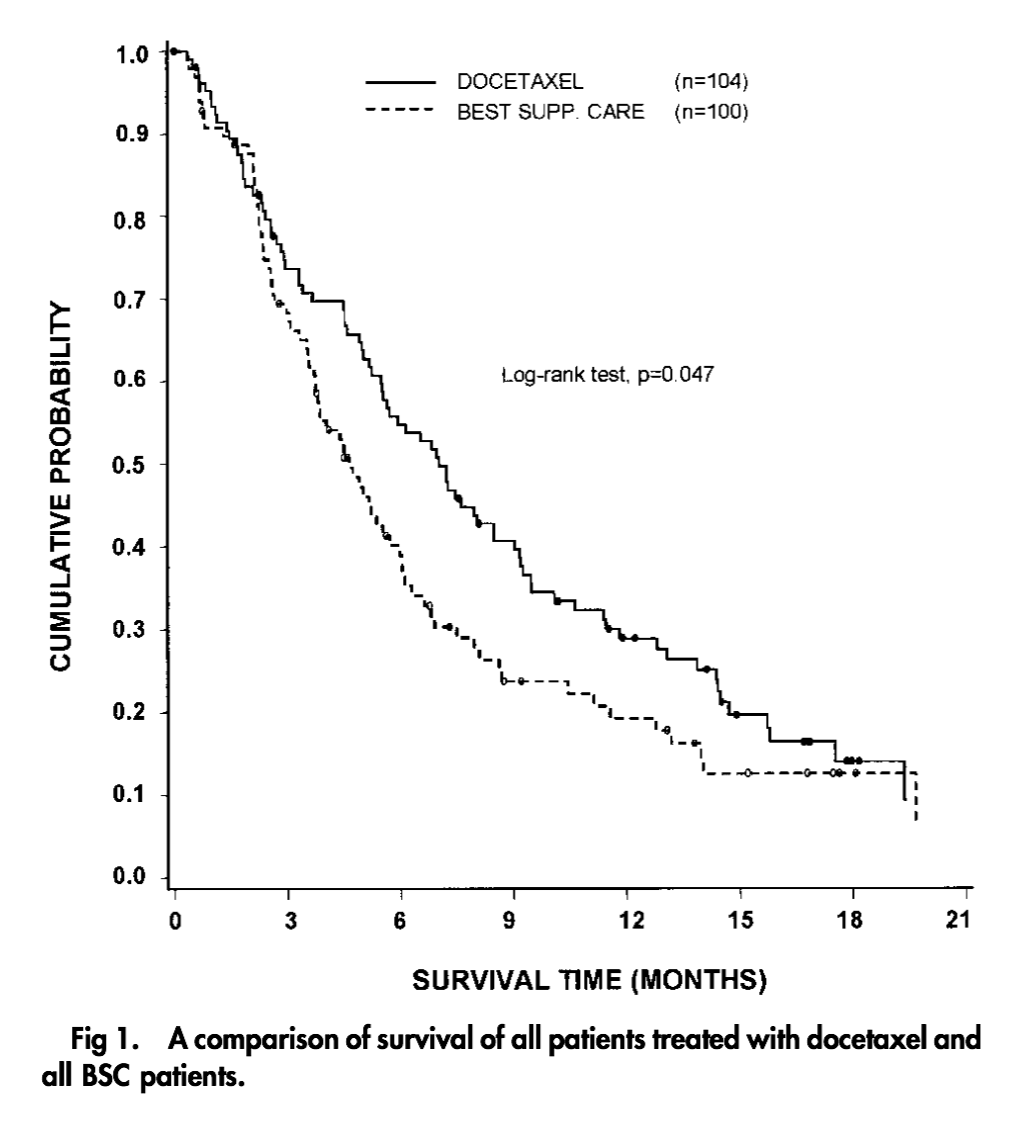 1.0
0.9
0.8
0.7
0.6
0.5
0.4
0.3
0.2
0.1
0.0
CUMULATIVE PROBABILITY
DOCETAXEL (n=104)
BEST SUPP. CARE (n=100)
Log-rank test, p=0.047
0 3 6 9 12 15 18 21
SURVIVAL TIME (MONTHS)
Fig 1. A comparison of survival of all patients treated with docetaxel and
all BSC patients.